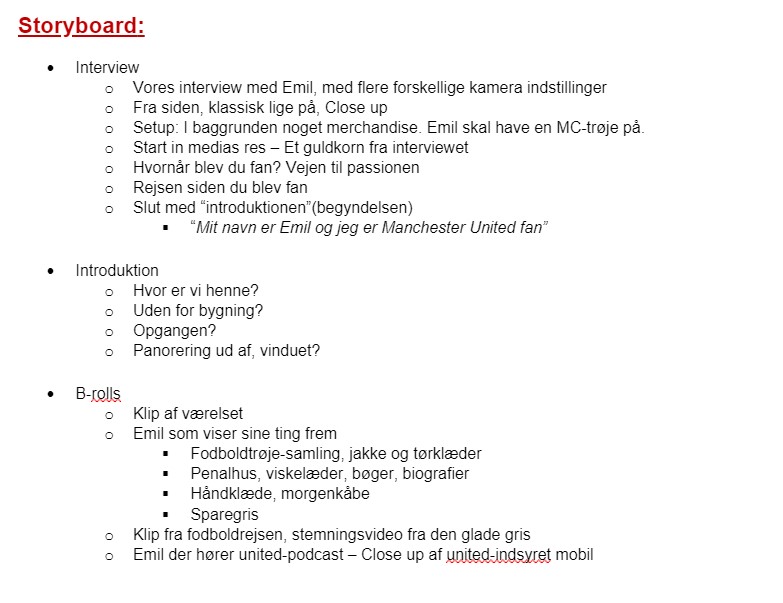 Storyboard:
• Interview
o Vores interview med Emil, med flere forskellige kamera indstillinger
o Fra siden, klassisk lige på, Close up
o Setup: I baggrunden noget merchandise. Emil skal have en MC-trøje på.
o Start in medias res – Et guldkorn fra interviewet
o Hvornår blev du fan? Vejen til passionen
o Rejsen siden du blev fan
o Slut med “introduktionen”(begyndelsen)
▪ “Mit navn er Emil og jeg er Manchester United fan”
• Introduktion
o Hvor er vi henne?
o Uden for bygning?
o Opgangen?
o Panorering ud af, vinduet?
• B-rolls
o Klip af værelset
o Emil som viser sine ting frem
▪ Fodboldtrøje-samling, jakke og tørklæder
▪ Penalhus, viskelæder, bøger, biografier
▪ Håndklæde, morgenkåbe
▪ Sparegris
o Klip fra fodboldrejsen, stemningsvideo fra den glade gris
o Emil der hører united-podcast – Close up af united-indsyret mobil